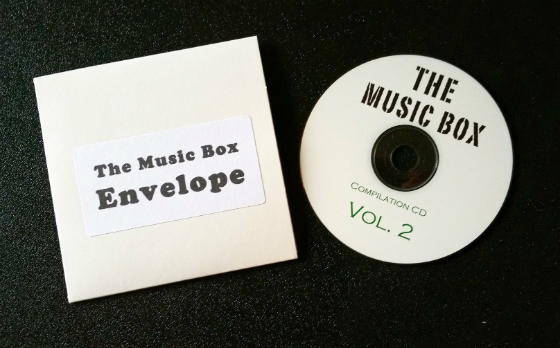 The Music Box
Envelope
THE
MUSIC BOX
COMPILATION CD
VOL. 2